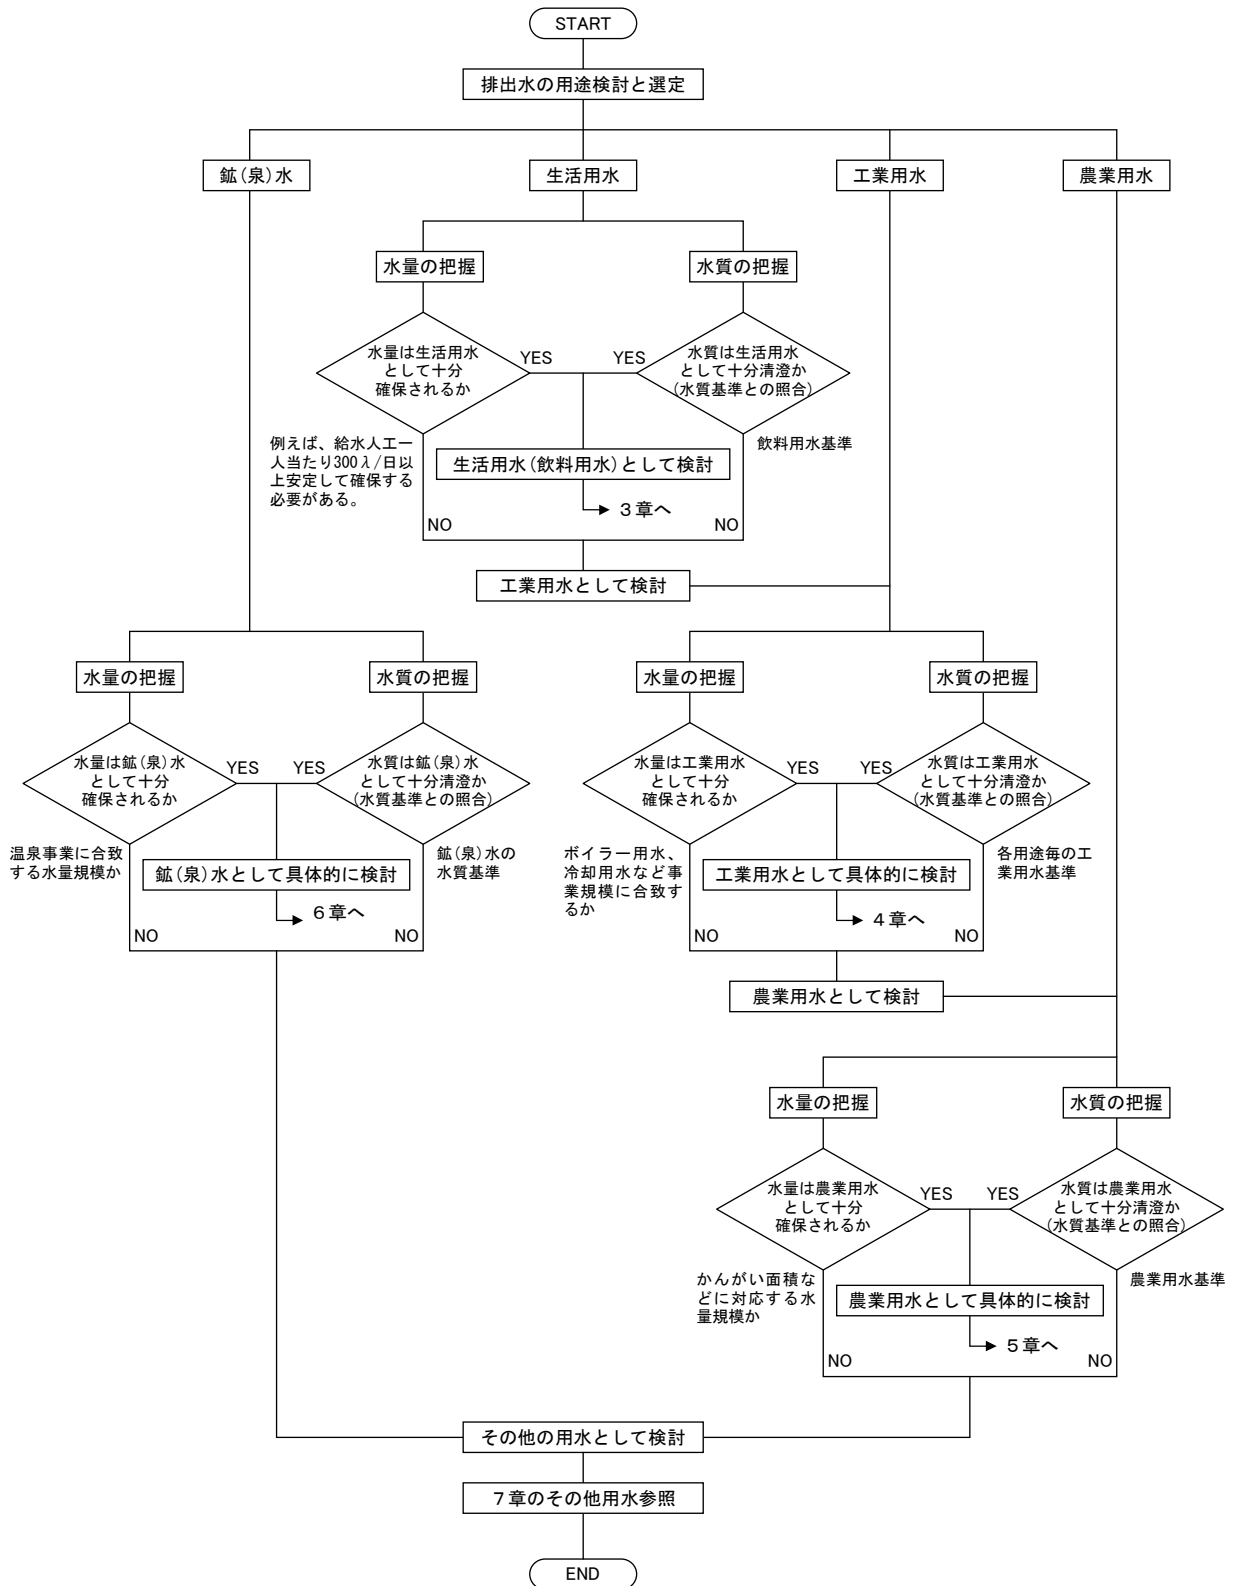 START
排出水の用途検討と選定
鉱(泉)水
生活用水
工業用水
農業用水
水量の把握
水質の把握
水量は生活用水
として十分
確保されるか
YES
YES
水質は生活用水
として十分清澄か
(水質基準との照合)
例えば、給水人工一
人当たり300λ/日以
上安定して確保する
必要がある。
飲料用水基準
生活用水(飲料用水)として検討
3章へ
NO
NO
工業用水として検討
水量の把握
水質の把握
水量は鉱(泉)水
として十分
確保されるか
YES
YES
水質は鉱(泉)水
として十分清澄か
(水質基準との照合)
温泉事業に合致
する水量規模か
鉱(泉)水の
水質基準
鉱(泉)水として具体的に検討
6章へ
NO
NO
水量の把握
水質の把握
水量は工業用水
として十分
確保されるか
YES
YES
水質は工業用水
として十分清澄か
(水質基準との照合)
ボイラー用水、
冷却用水など事
業規模に合致す
るか
各用途毎の工
業用水基準
工業用水として具体的に検討
4章へ
NO
NO
農業用水として検討
水量の把握
水質の把握
水量は農業用水
として十分
確保されるか
YES
YES
水質は農業用水
として十分清澄か
(水質基準との照合)
かんがい面積な
どに対応する水
量規模か
農業用水基準
農業用水として具体的に検討
5章へ
NO
NO
その他の用水として検討
7章のその他用水参照
END